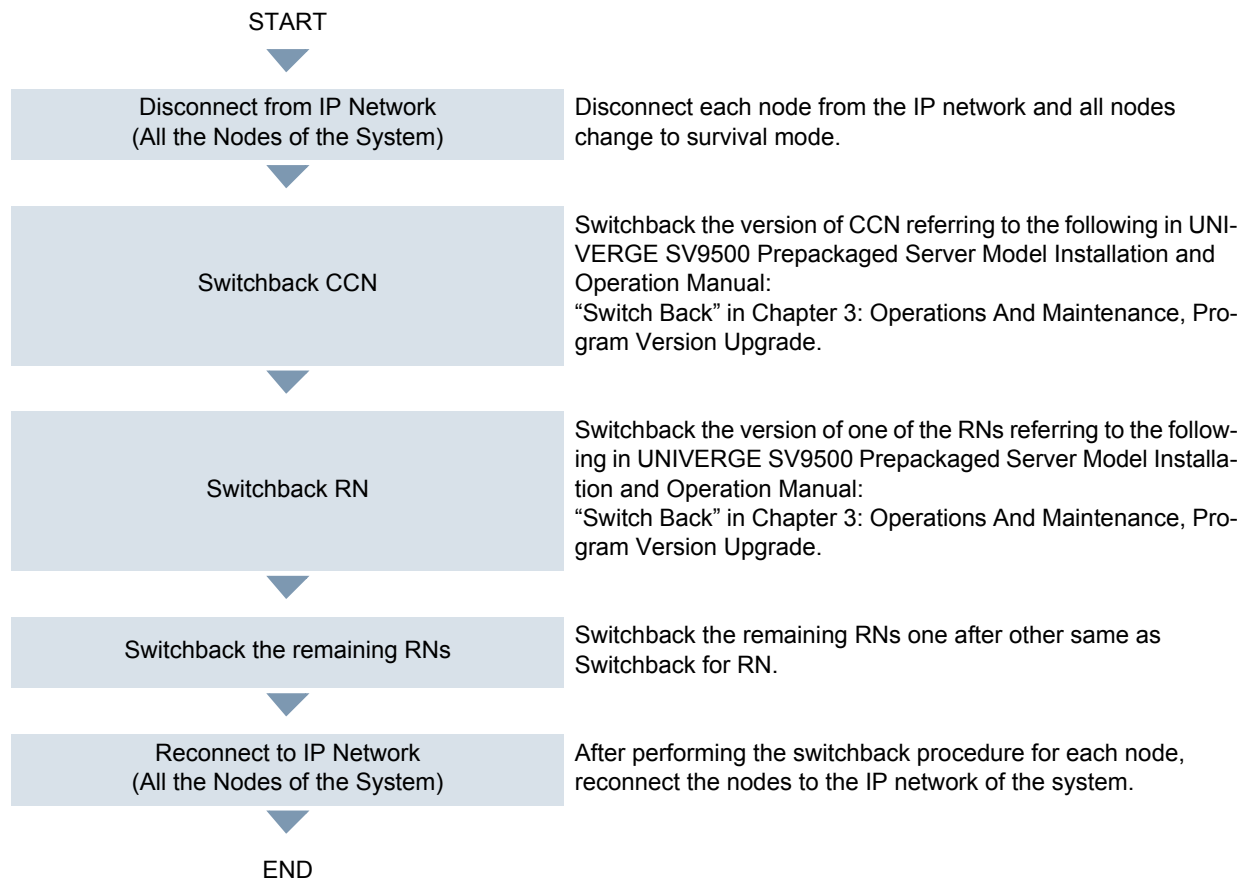 START
Disconnect from IP Network
(All the Nodes of the System)
Disconnect each node from the IP network and all nodes
change to survival mode.
Switchback CCN
Switchback the version of CCN referring to the following in UNI-
VERGE SV9500 Prepackaged Server Model Installation and
Operation Manual:
“Switch Back” in Chapter 3: Operations And Maintenance, Pro-
gram Version Upgrade.
Switchback RN
Switchback the version of one of the RNs referring to the follow-
ing in UNIVERGE SV9500 Prepackaged Server Model Installa-
tion and Operation Manual:
“Switch Back” in Chapter 3: Operations And Maintenance, Pro-
gram Version Upgrade.
Switchback the remaining RNs
Switchback the remaining RNs one after other same as
Switchback for RN.
Reconnect to IP Network
(All the Nodes of the System)
After performing the switchback procedure for each node,
reconnect the nodes to the IP network of the system.
END